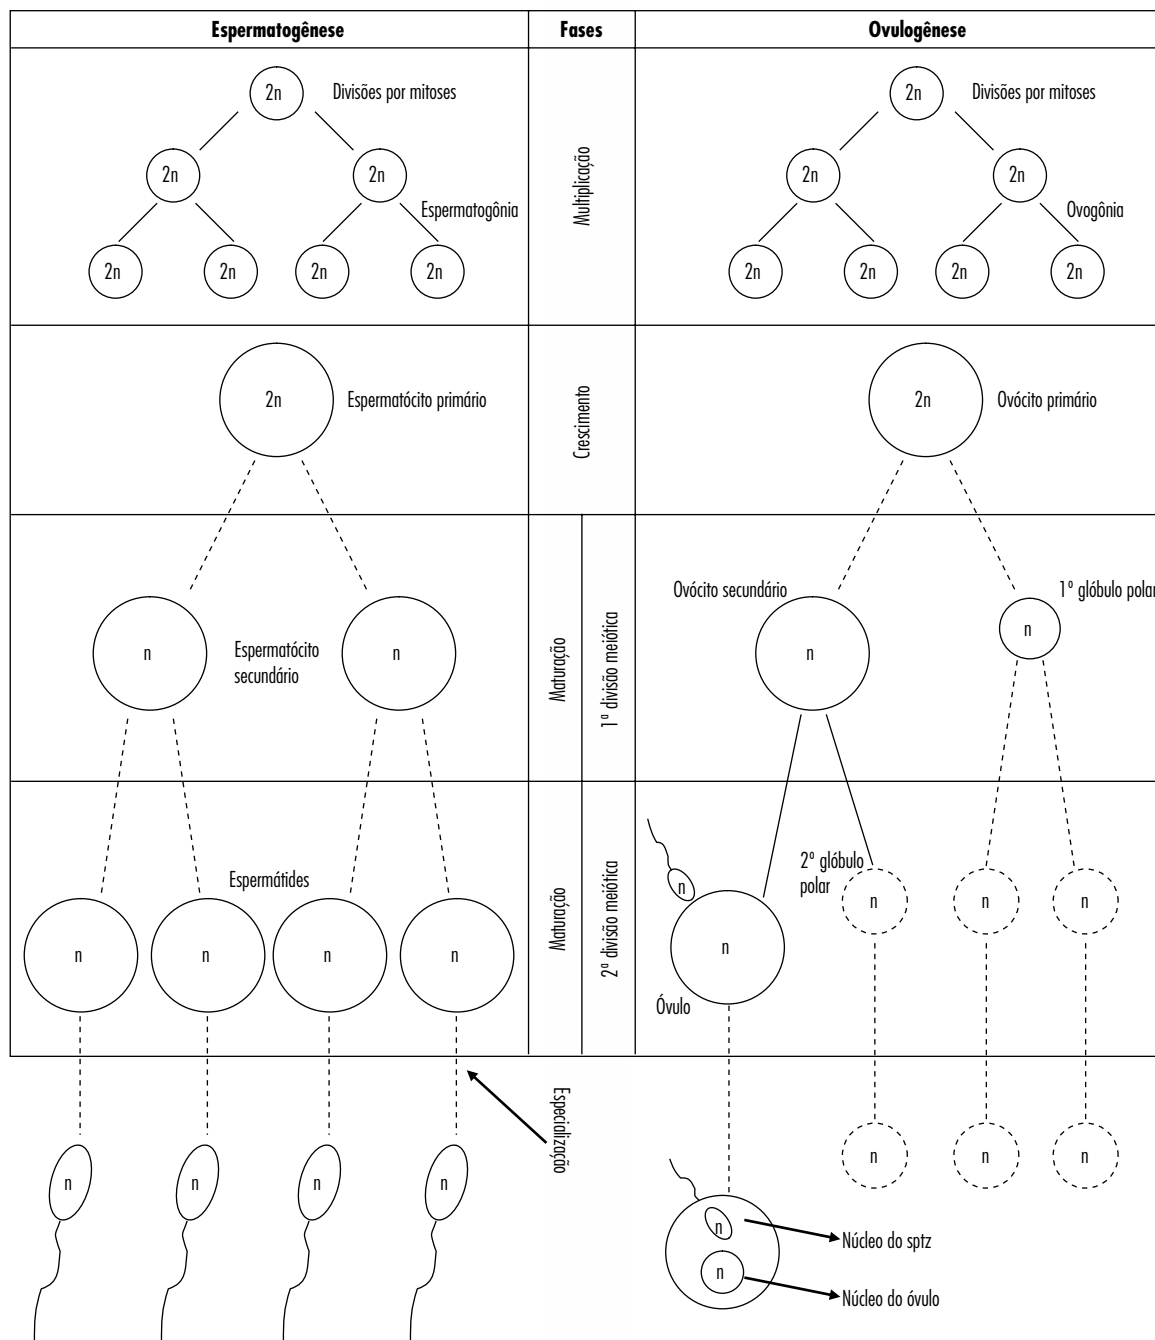 Espermatogênese
Fases
Ovulogênese
2n
Divisões por mitoses
2n
2n
Espermatogônia
2n
2n
2n
2n
Multiplicação
2n
Divisões por mitoses
2n
2n
Ovogônia
2n
2n
2n
2n
2n
Espermatócito primário
Crescimento
2n
Ovócito primário
n
Espermatócito
secundário
n
Maturação
1ª divisão meiótica
Ovócito secundário
n
1º glóbulo polar
n
Espermátides
n
n
n
n
Maturação
2ª divisão meiótica
n
n
Óvulo
2º glóbulo
polar
n
n
n
Especialização
n
n
n
n
n
n
n
n
Núcleo do sptz
n
Núcleo do óvulo